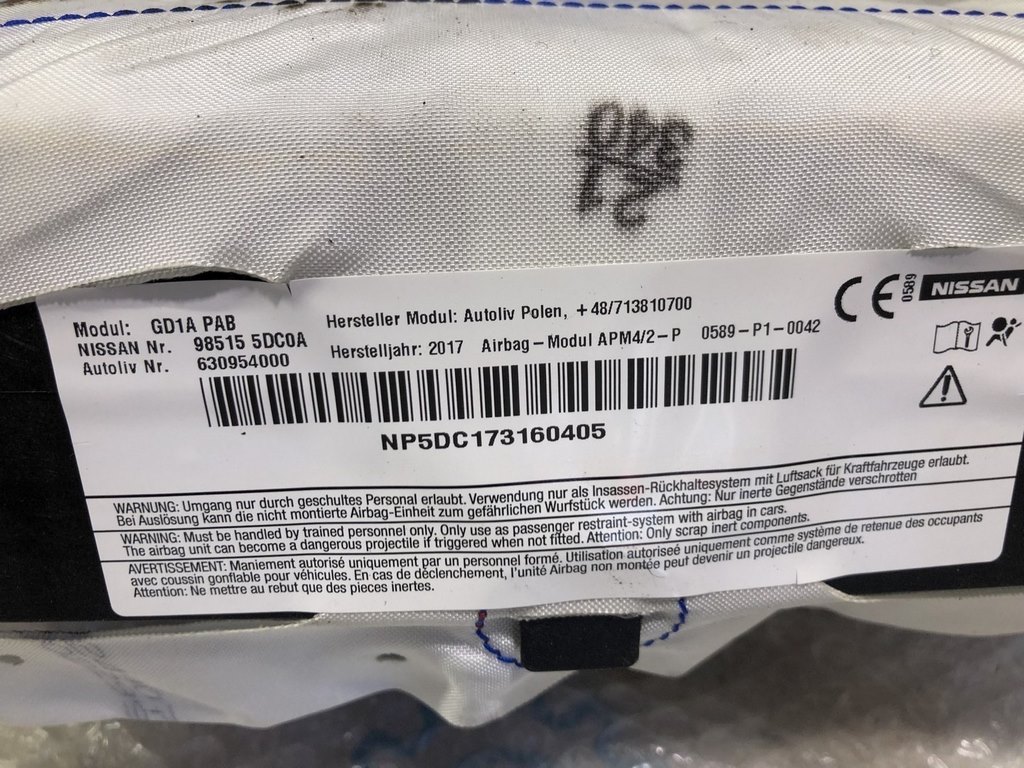 21
340
Modul: GD1A PAB
NISSAN Nr. 98515 5DC0A
Autoliv Nr. 630954000
Hersteller Modul: Autoliv Polen, +48/713810700
Herstelljahr: 2017 Airbag-Modul APM4/2-P 0589-P1-0042
CE 0589 NISSAN
NP5DC173160405
WARNUNG: Umgang nur durch geschultes Personal erlaubt. Verwendung nur als Insassen-Rückhaltesystem mit Luftsack für Kraftfahrzeuge erlaubt.
Bei Auslösung kann die nicht montierte Airbag-Einheit zum gefährlichen Wurfstück werden. Achtung: Nur inerte Gegenstände verschrotten
WARNING: Must be handled by trained personnel only. Only use as passenger restraint-system with airbag in cars.
The airbag unit can become a dangerous projectile if triggered when not fitted. Attention: Only scrap inert components.
AVERTISSEMENT: Maniement autorisé uniquement par un personnel formé. Utilisation autoriseé uniquement comme système de retenue des occupants
avec coussin gonflable pour véhicules. En cas de déclenchement, l'unité Airbag non montée peut devenir un projectile dangereux.
Attention: Ne mettre au rebut que des pieces inertes.